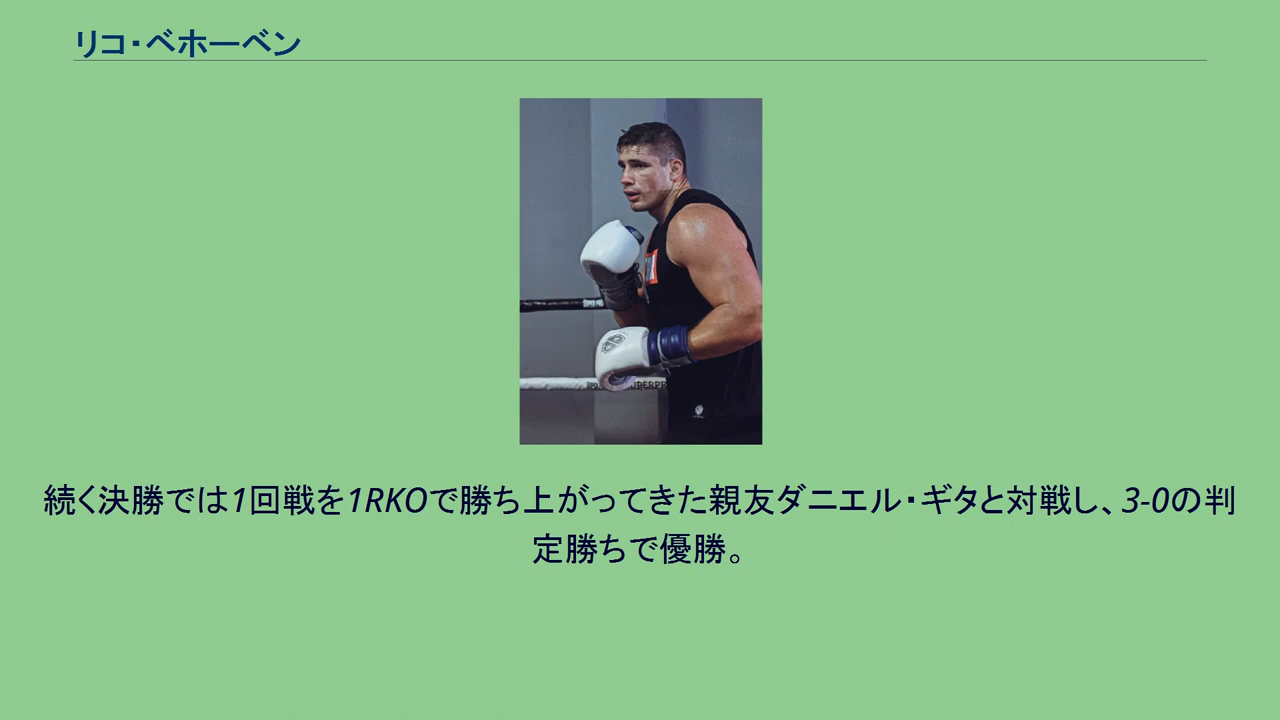 リコ・ベホーベン
続く決勝では1回戦を1RKOで勝ち上がってきた親友ダニエル・ギタと対戦し、3-0の判
定勝ちで優勝。